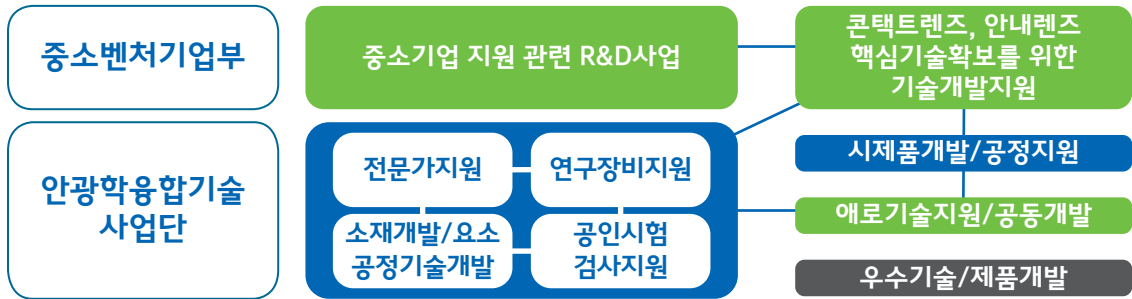 중소벤처기업부
중소기업 지원 관련 R&D사업
콘택트렌즈, 안내렌즈
핵심기술확보를 위한
기술개발지원
안광학융합기술
사업단
전문가지원
연구장비지원
소재개발/요소
공정기술개발
공인시험
검사지원
시제품개발/공정지원
애로기술지원/공동개발
우수기술/제품개발